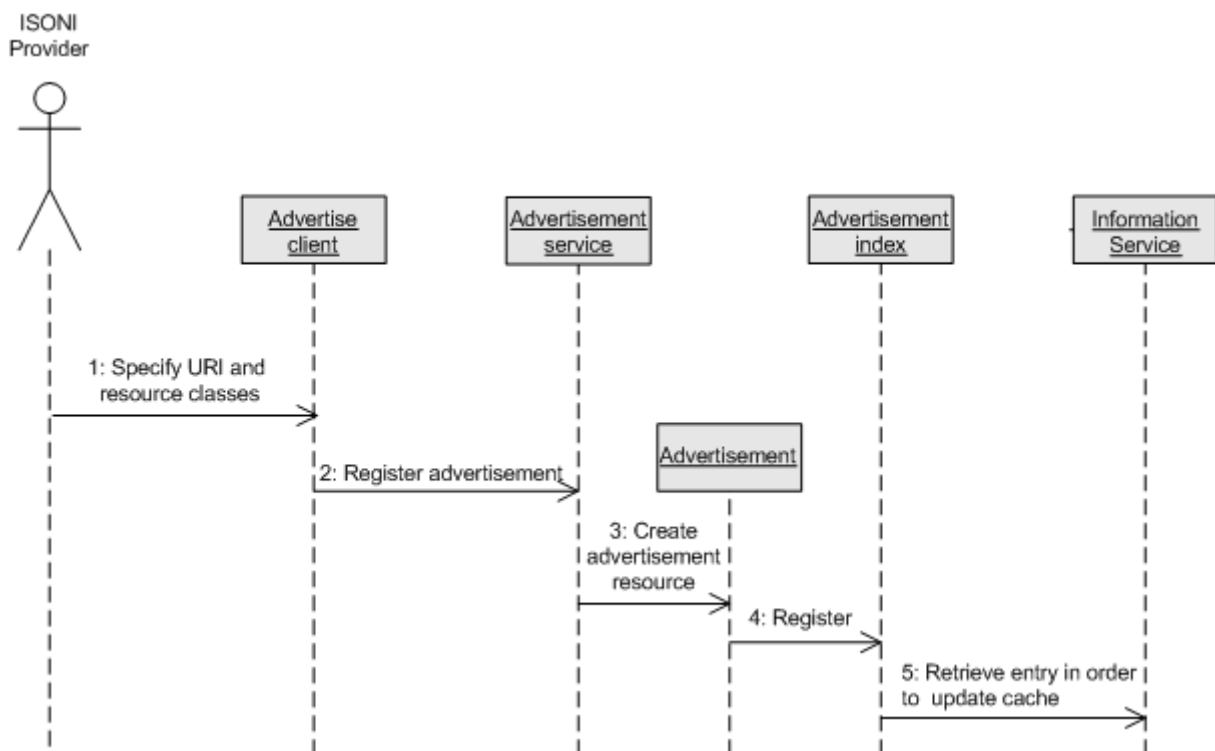 ISONI
Provider
Advertise
client
Advertisement
service
Advertisement
index
Information
Service
1: Specify URI and
resource classes
Advertisement
2: Register advertisement
3: Create
advertisement
resource
4: Register
5: Retrieve entry in order
to update cache